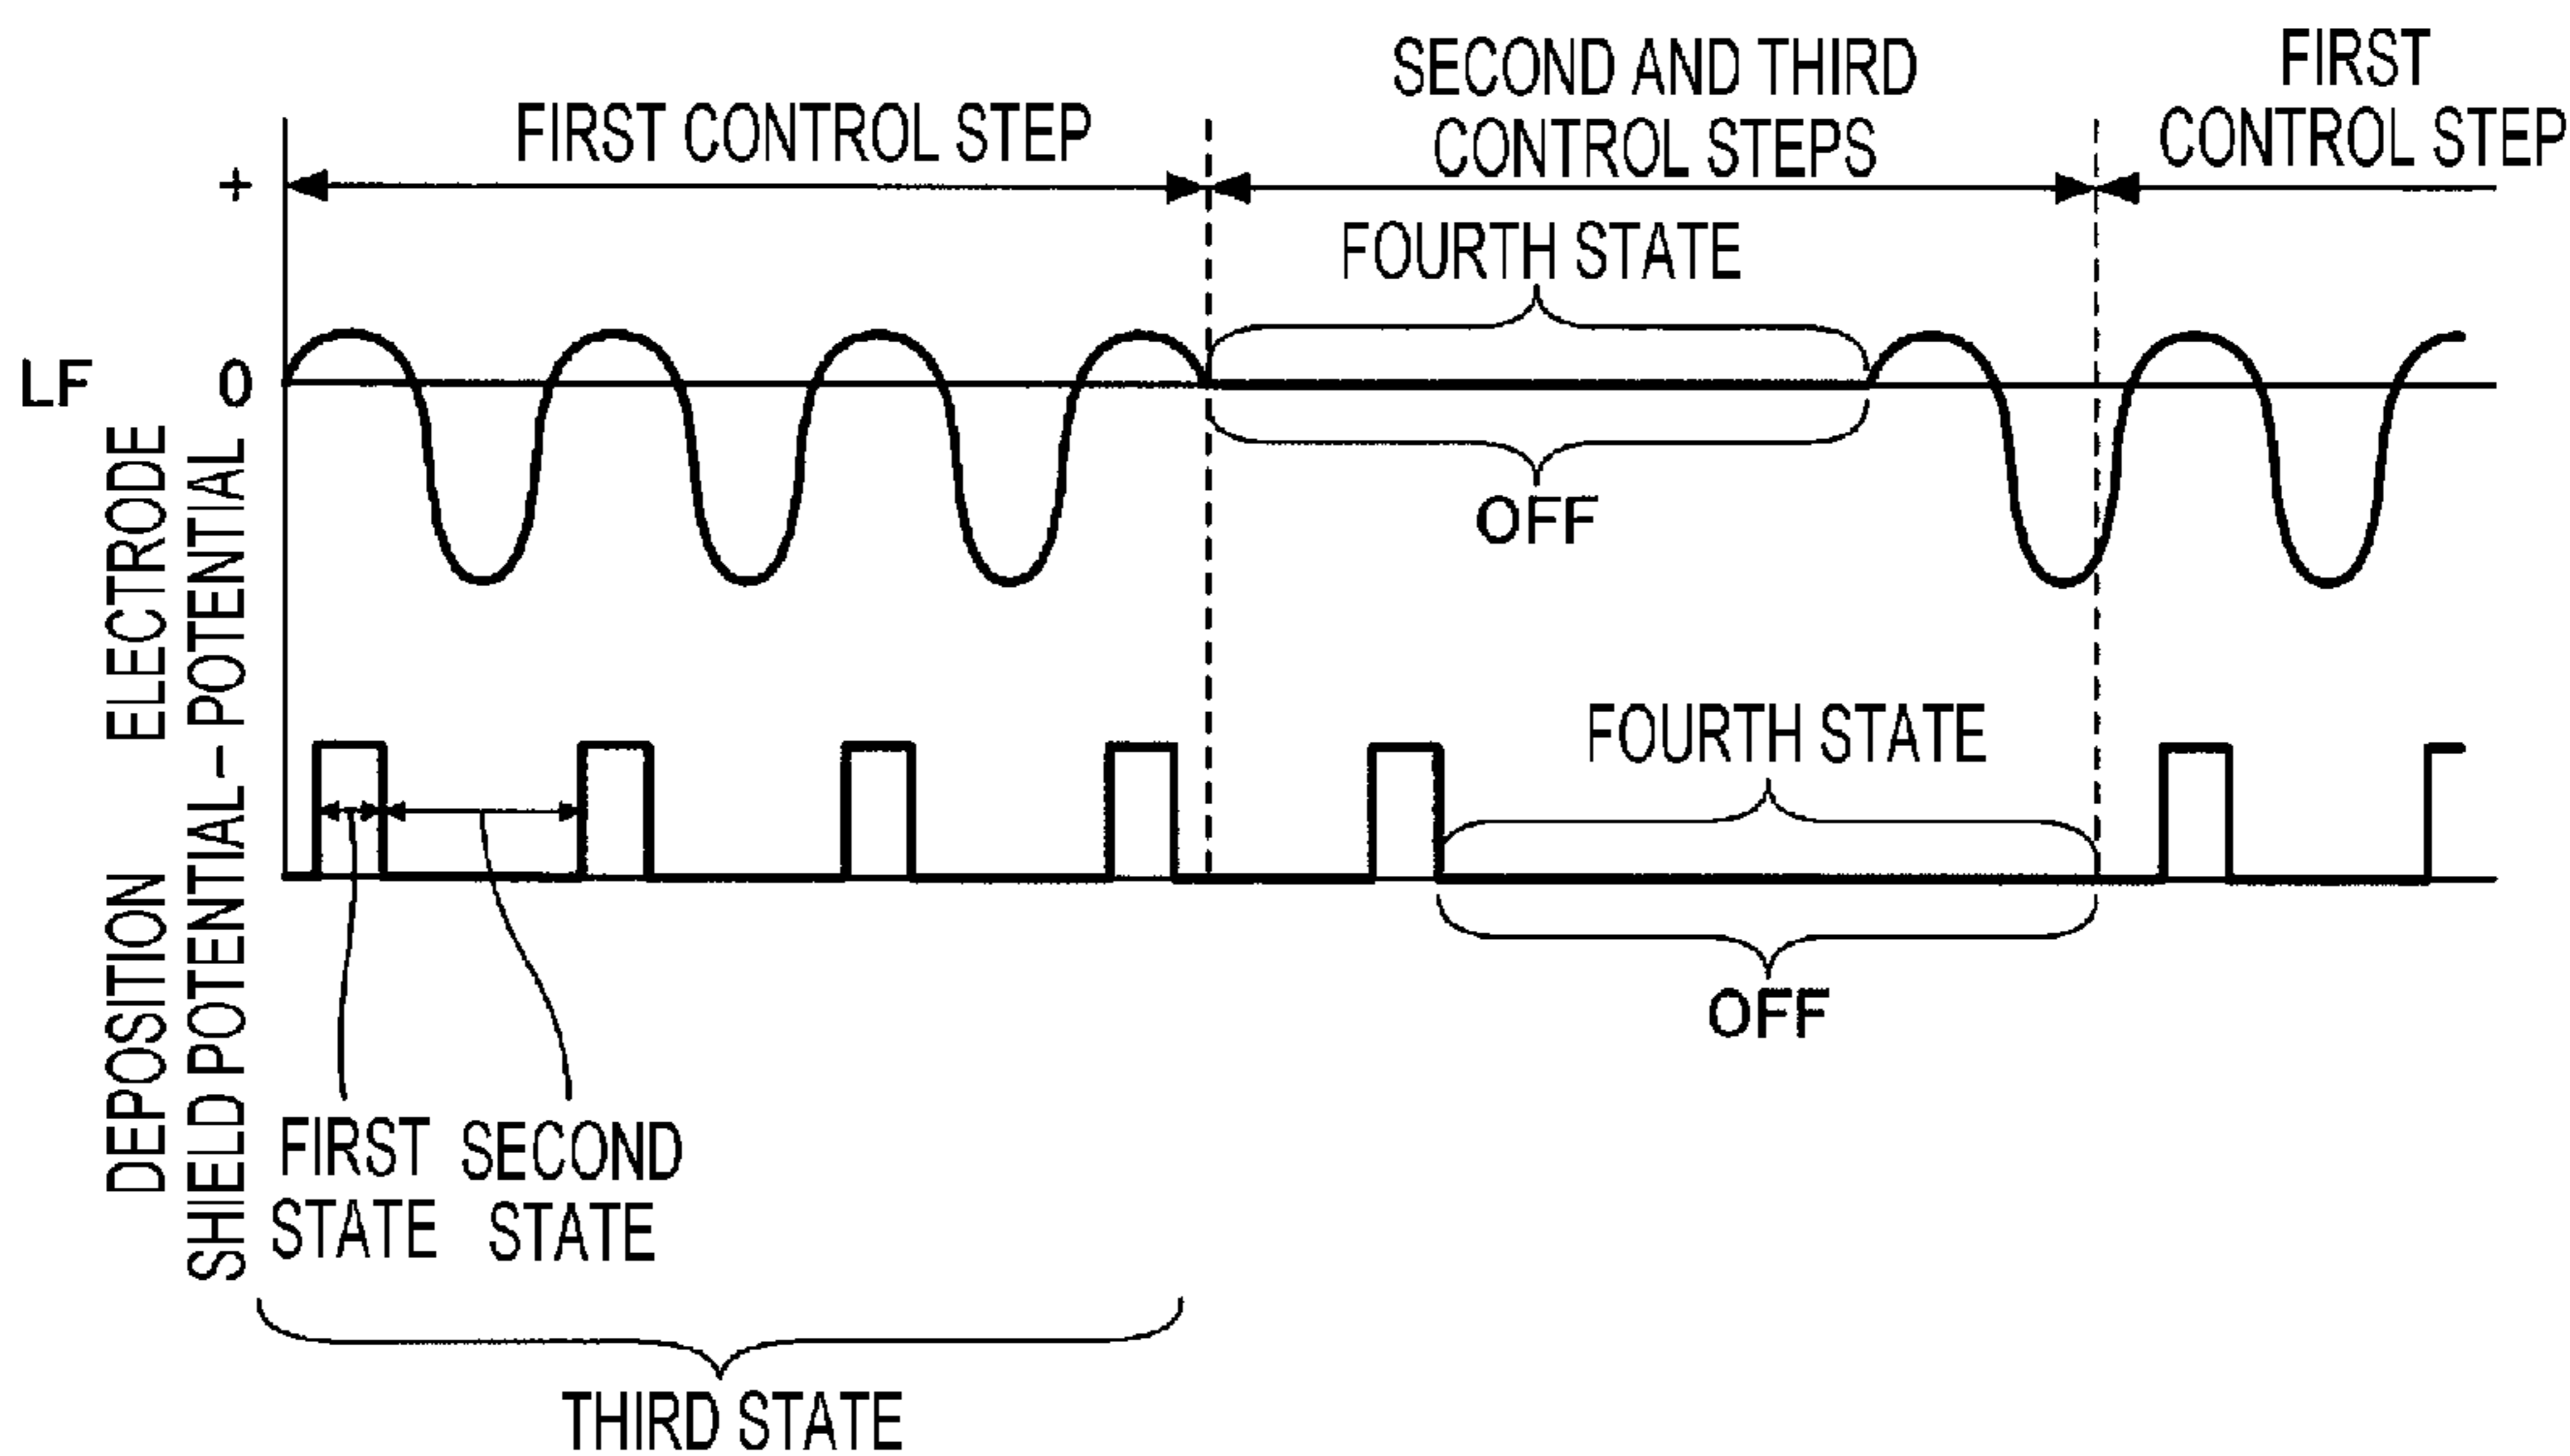 FIRST CONTROL STEP
SECOND AND THIRD
CONTROL STEPS
FIRST
CONTROL STEP
+
FOURTH STATE
LF
0
OFF
ELECTRODE
POTENTIAL
–
DEPOSITION
SHIELD POTENTIAL
FOURTH STATE
OFF
FIRST
STATE
SECOND
STATE
THIRD STATE